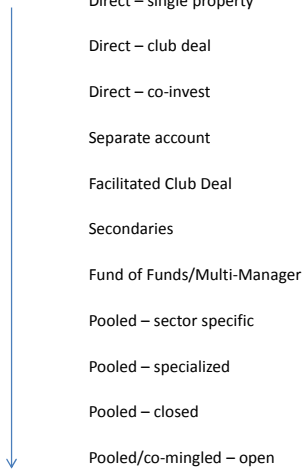 Direct – single property
Direct – club deal
Direct – co-invest
Separate account
Facilitated Club Deal
Secondaries
Fund of Funds/Multi-Manager
Pooled – sector specific
Pooled – specialized
Pooled – closed
Pooled/co-mingled – open